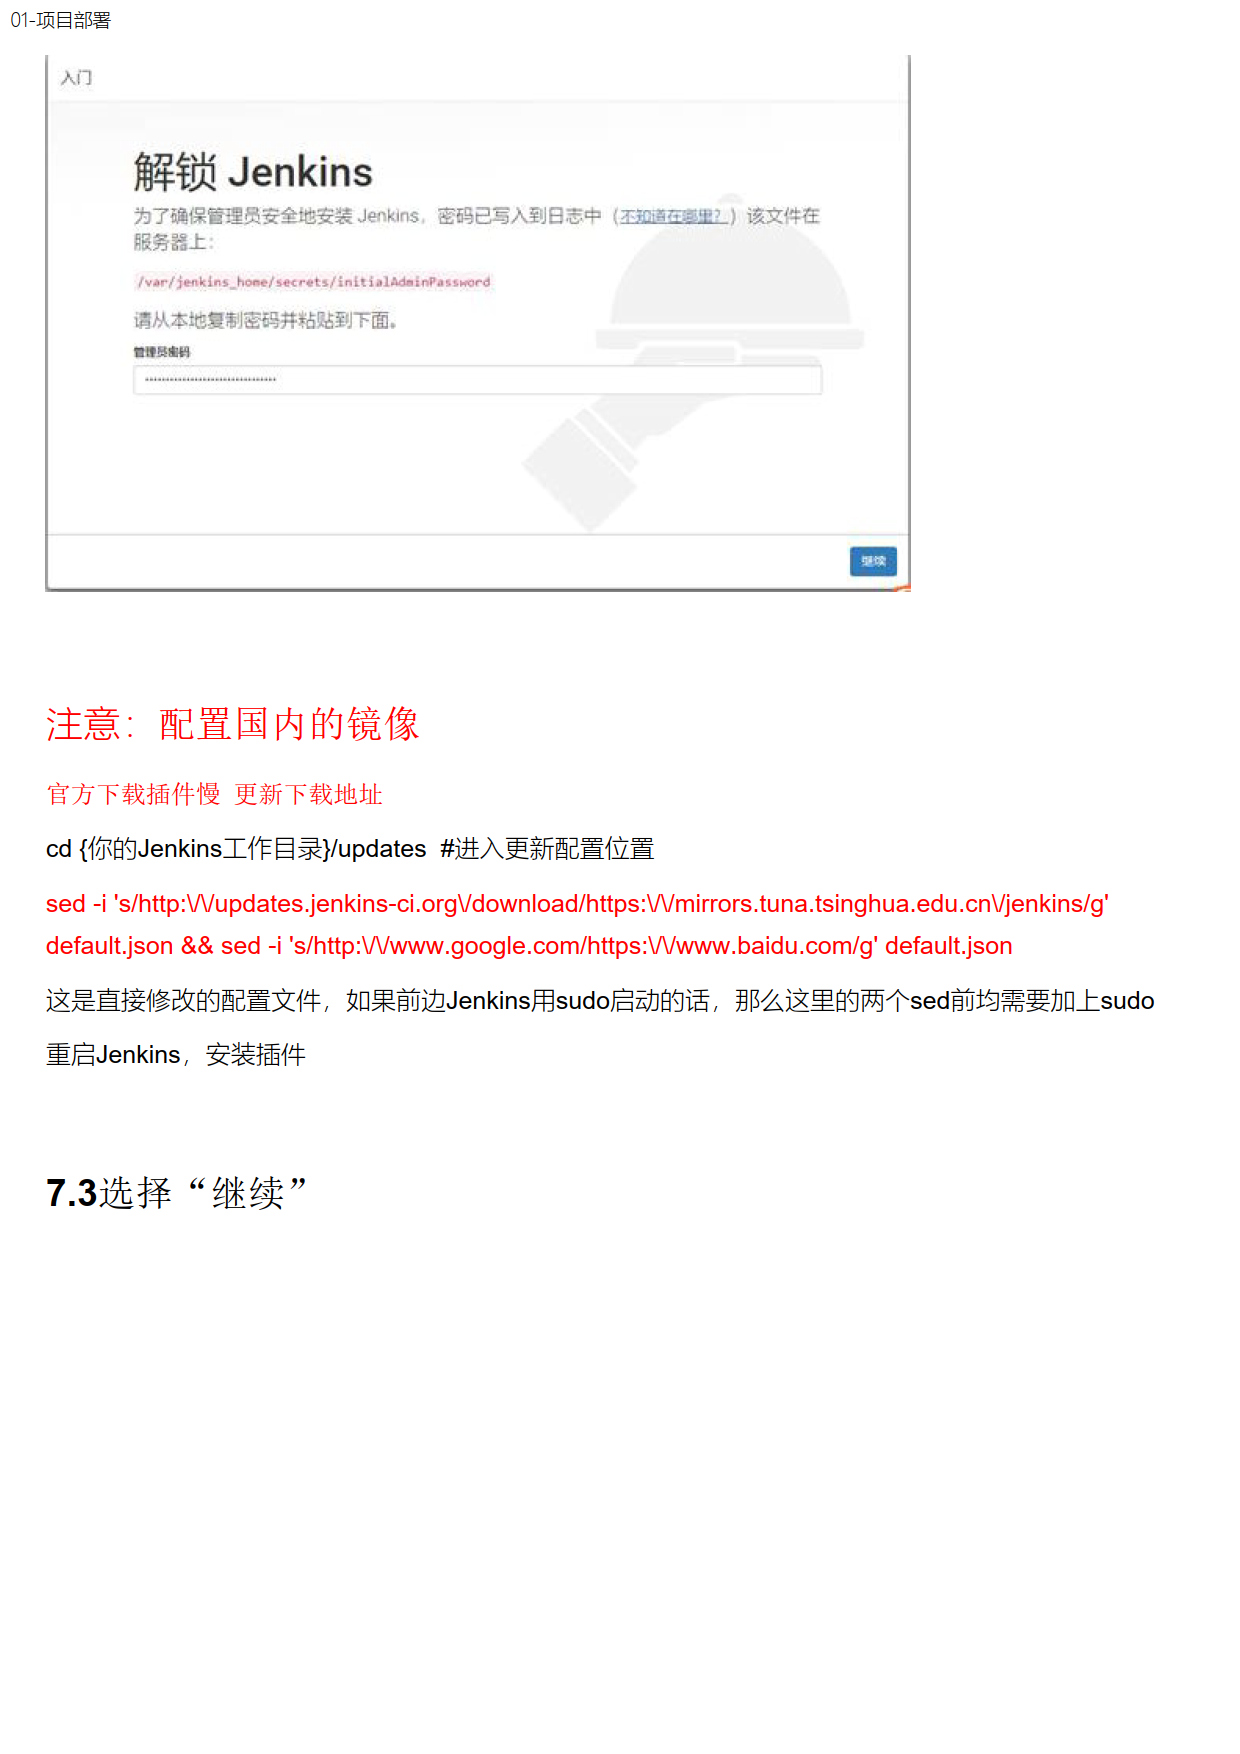 01-项目部署
入门
解锁 Jenkins
为了确保管理员安全地安装 Jenkins，密码已写入到日志中（不知道在哪里？）该文件在
服务器上：
/var/jenkins_home/secrets/initialAdminPassword
请从本地复制密码并粘贴到下面。
管理员密码
继续
注意：配置国内的镜像
官方下载插件慢 更新下载地址
cd {你的Jenkins工作目录}/updates  #进入更新配置位置
sed -i 's/http:\/\/updates.jenkins-ci.org\/download/https:\/\/mirrors.tuna.tsinghua.edu.cn\/jenkins/g'
default.json && sed -i 's/http:\/\/www.google.com/https:\/\/www.baidu.com/g' default.json
这是直接修改的配置文件，如果前边Jenkins用sudo启动的话，那么这里的两个sed前均需要加上sudo
重启Jenkins，安装插件
7.3选择“继续”